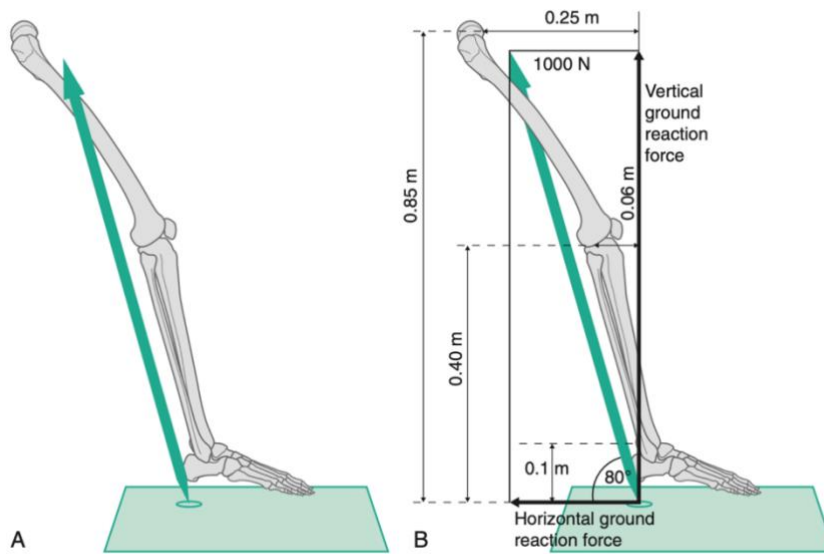 0.25 m
1000 N
Vertical
ground
reaction
force
0.06 m
0.85 m
0.40 m
0.1 m
80°
Horizontal ground
reaction force
A
B